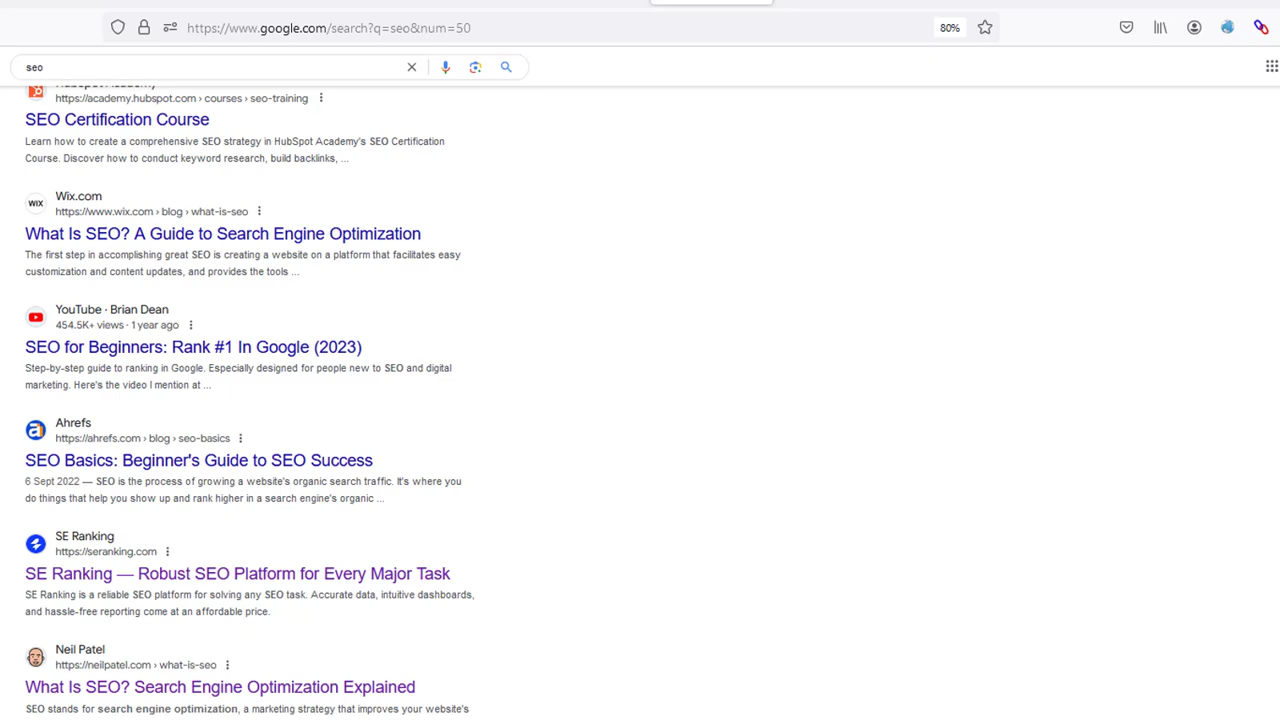 https://www.google.com/search?q=seo&num=50
80%
seo
HubSpot Academy
https://academy.hubspot.com › courses › seo-training
SEO Certification Course
Learn how to create a comprehensive SEO strategy in HubSpot Academy's SEO Certification
Course. Discover how to conduct keyword research, build backlinks, ...
WiX
Wix.com
https://www.wix.com › blog › what-is-seo
What Is SEO? A Guide to Search Engine Optimization
The first step in accomplishing great SEO is creating a website on a platform that facilitates easy
customization and content updates, and provides the tools ...
YouTube · Brian Dean
454.5K+ views · 1 year ago
SEO for Beginners: Rank #1 In Google (2023)
Step-by-step guide to ranking in Google. Especially designed for people new to SEO and digital
marketing. Here's the video I mention at ...
a
Ahrefs
https://ahrefs.com › blog › seo-basics
SEO Basics: Beginner's Guide to SEO Success
6 Sept 2022 — SEO is the process of growing a website's organic search traffic. It's where you
do things that help you show up and rank higher in a search engine's organic ...
SE Ranking
https://seranking.com
SE Ranking — Robust SEO Platform for Every Major Task
SE Ranking is a reliable SEO platform for solving any SEO task. Accurate data, intuitive dashboards,
and hassle-free reporting come at an affordable price.
Neil Patel
https://neilpatel.com › what-is-seo
What Is SEO? Search Engine Optimization Explained
SEO stands for search engine optimization, a marketing strategy that improves your website's